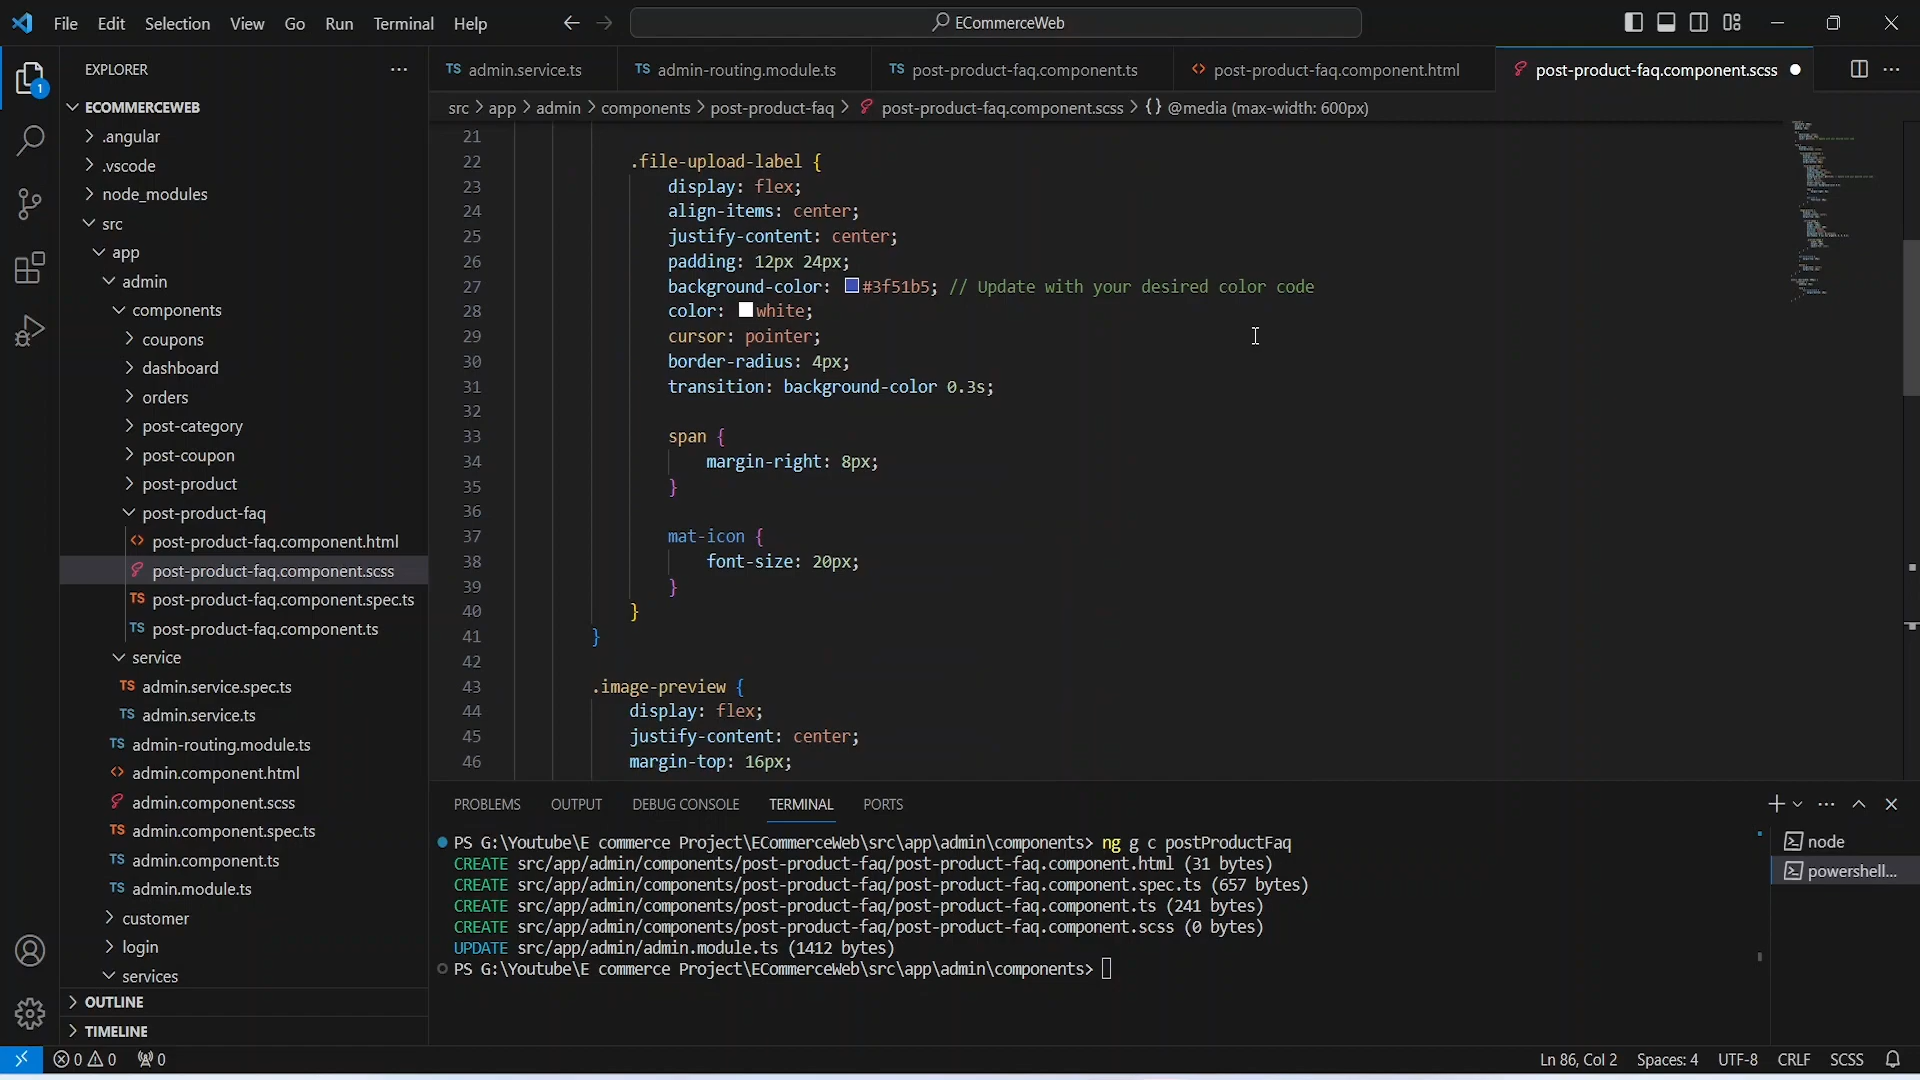 File Edit Selection View Go Run Terminal Help
ECommerceWeb
EXPLORER
ECOMMERCEWEB
.angular
.vscode
node_modules
src
app
admin
components
coupons
dashboard
orders
post-category
post-coupon
post-product
post-product-faq
post-product-faq.component.html
post-product-faq.component.scss
TS post-product-faq.component.spec.ts
TS post-product-faq.component.ts
service
TS admin.service.spec.ts
TS admin.service.ts
TS admin-routing.module.ts
admin.component.html
admin.component.scss
TS admin.component.spec.ts
TS admin.component.ts
TS admin.module.ts
customer
login
services
OUTLINE
TIMELINE
1
TS admin.service.ts TS admin-routing.module.ts TS post-product-faq.component.ts <> post-product-faq.component.html post-product-faq.component.scss
src > app > admin > components > post-product-faq > post-product-faq.component.scss > {} @media (max-width: 600px)
21
22 .file-upload-label {
23 display: flex;
24 align-items: center;
25 justify-content: center;
26 padding: 12px 24px;
27 background-color: #3f51b5; // Update with your desired color code
28 color: white;
29 cursor: pointer;
30 border-radius: 4px;
31 transition: background-color 0.3s;
32
33 span {
34 margin-right: 8px;
35 }
36
37 mat-icon {
38 font-size: 20px;
39 }
40 }
41 }
42
43 .image-preview {
44 display: flex;
45 justify-content: center;
46 margin-top: 16px;
PROBLEMS OUTPUT DEBUG CONSOLE TERMINAL PORTS
PS G:\Youtube\E commerce Project\ECommerceWeb\src\app\admin\components> ng g c postProductFaq
CREATE src/app/admin/components/post-product-faq/post-product-faq.component.html (31 bytes)
CREATE src/app/admin/components/post-product-faq/post-product-faq.component.spec.ts (657 bytes)
CREATE src/app/admin/components/post-product-faq/post-product-faq.component.ts (241 bytes)
CREATE src/app/admin/components/post-product-faq/post-product-faq.component.scss (0 bytes)
UPDATE src/app/admin/admin.module.ts (1412 bytes)
PS G:\Youtube\E commerce Project\ECommerceWeb\src\app\admin\components>
node
powershell...
0 0 0
Ln 86, Col 2 Spaces: 4 UTF-8 CRLF SCSS